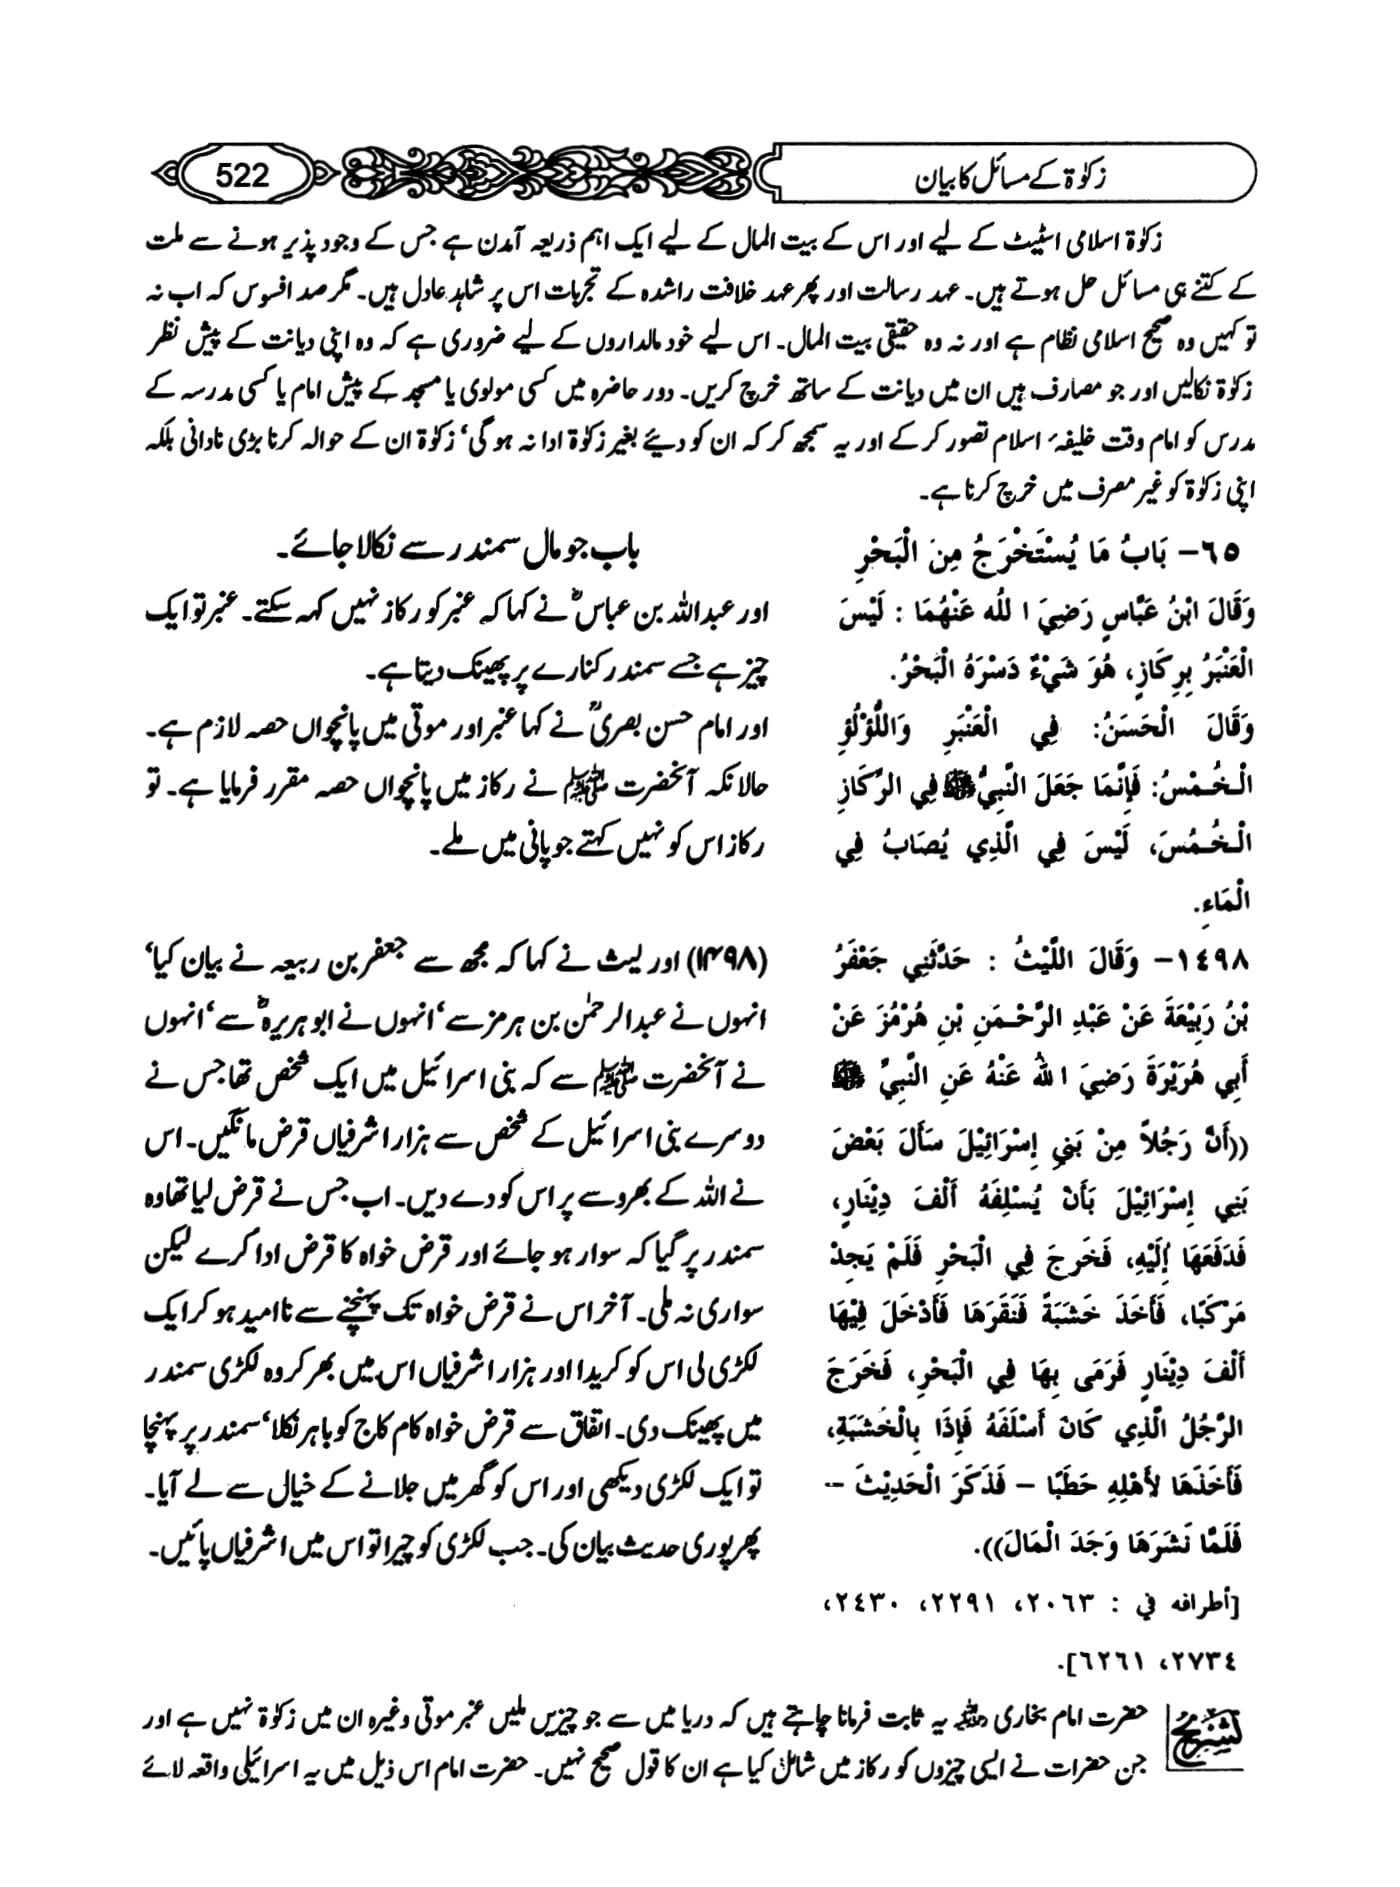 زکوٰۃ کے مسائل کا بیان
522
زکوٰۃ اسلامی اسٹیٹ کے لیے اور اس کے بیت المال کے لیے ایک اہم ذریعہ آمدن ہے جس کے وجود پذیر ہونے سے ملت
کے کتنے ہی مسائل حل ہوتے ہیں۔ عہد رسالت اور پھر عہد خلافت راشدہ کے تجربات اس پر شاہد عادل ہیں۔ مگر صد افسوس کہ اب نہ
تو کہیں وہ صحیح اسلامی نظام ہے اور نہ وہ حقیقی بیت المال۔ اس لیے خود مالداروں کے لیے ضروری ہے کہ وہ اپنی دیانت کے پیش نظر
زکوٰۃ نکالیں اور جو مصارف ہیں ان میں دیانت کے ساتھ خرچ کریں۔ دور حاضرہ میں کسی مولوی یا مسجد کے پیش امام یا کسی مدرسہ کے
مدرس کو امام وقت خلیفۂ اسلام تصور کر کے اور یہ سمجھ کر کہ ان کو دیئے بغیر زکوٰۃ ادا نہ ہوگی‘ زکوٰۃ ان کے حوالہ کرنا بڑی نادانی بلکہ
اپنی زکوٰۃ کو غیر مصرف میں خرچ کرنا ہے۔
٦٥- بَابُ مَا يُسْتَخْرَجُ مِنَ الْبَحْرِ
وَقَالَ ابْنُ عَبَّاسٍ رَضِيَ اللهُ عَنْهُمَا : لَيْسَ
الْعَنْبَرُ بِرِكَازٍ، هُوَ شَيْءٌ دَسْرَهُ الْبَحْرُ.
وَقَالَ الْحَسَنُ: فِي الْعَنْبَرِ وَاللُّؤْلُؤِ
الْخُمْسُ: فَإِنَّمَا جَعَلَ النَّبِيُّ ﷺ فِي الرِّكَازِ
الْخُمُسَ، لَيْسَ فِي الَّذِي يُصَابُ فِي
الْمَاءِ.
باب جو مال سمندر سے نکالا جائے۔
اور عبداللہ بن عباسؓ نے کہا کہ عنبر کو رکاز نہیں کہہ سکتے۔ عنبر تو ایک
چیز ہے جسے سمندر کنارے پر پھینک دیتا ہے۔
اور امام حسن بصریؒ نے کہا عنبر اور موتی میں پانچواں حصہ لازم ہے۔
حالانکہ آنحضرت ﷺ نے رکاز میں پانچواں حصہ مقرر فرمایا ہے۔ تو
رکاز اس کو نہیں کہتے جو پانی میں ملے۔
١٤٩٨- وَقَالَ اللَّيْثُ : حَدَّثَنِي جَعْفَرُ
بْنُ رَبِيْعَةَ عَنْ عَبْدِ الرَّحْمَنِ بْنِ هُرْمُزَ عَنْ
أَبِي هُرَيْرَةَ رَضِيَ اللهُ عَنْهُ عَنِ النَّبِيِّ ﷺ
((أَنَّ رَجُلاً مِنْ بَنِي إِسْرَائِيْلَ سَأَلَ بَعْضَ
بَنِي إِسْرَائِيْلَ بَأَنْ يُسْلِفَهُ أَلْفَ دِيْنَارٍ،
فَدَفَعَهَا إِلَيْهِ، فَخَرَجَ فِي الْبَحْرِ فَلَمْ يَجِدْ
مَرْكَبًا، فَأَخَذَ خَشَبَةً فَنَقَرَهَا فَأَدْخَلَ فِيْهَا
أَلْفَ دِيْنَارٍ فَرَمَى بِهَا فِي الْبَحْرِ، فَخَرَجَ
الرَّجُلُ الَّذِي كَانَ أَسْلَفَهُ فَإِذَا بِالْخَشَبَةِ،
فَأَخَذَهَا لأَهْلِهِ حَطَبًا – فَذَكَرَ الْحَدِيْثَ –
فَلَمَّا نَشَرَهَا وَجَدَ الْمَالَ)).
[أطرافه في : ٢٠٦٣، ٢٢٩١، ٢٤٣٠،
٢٧٣٤، ٦٢٦١].
(۱۴۹۸) اور لیث نے کہا کہ مجھ سے جعفر بن ربیعہ نے بیان کیا‘
انہوں نے عبدالرحمٰن بن ہرمز سے‘ انہوں نے ابو ہریرہؓ سے‘ انہوں
نے آنحضرت ﷺ سے کہ بنی اسرائیل میں ایک شخص تھا جس نے
دوسرے بنی اسرائیل کے شخص سے ہزار اشرفیاں قرض مانگیں۔ اس
نے اللہ کے بھروسے پر اس کو دے دیں۔ اب جس نے قرض لیا تھا وہ
سمندر پر گیا کہ سوار ہو جائے اور قرض خواہ کا قرض ادا کرے لیکن
سواری نہ ملی۔ آخر اس نے قرض خواہ تک پہنچنے سے ناامید ہو کر ایک
لکڑی لی اس کو کریدا اور ہزار اشرفیاں اس میں بھر کر وہ لکڑی سمندر
میں پھینک دی۔ اتفاق سے قرض خواہ کام کاج کو باہر نکلا‘ سمندر پر پہنچا
تو ایک لکڑی دیکھی اور اس کو گھر میں جلانے کے خیال سے لے آیا۔
پھر پوری حدیث بیان کی۔ جب لکڑی کو چیرا تو اس میں اشرفیاں پائیں۔
تشریح
حضرت امام بخاری رحمہ اللہ یہ ثابت فرمانا چاہتے ہیں کہ دریا میں سے جو چیزیں ملیں عنبر موتی وغیرہ ان میں زکوٰۃ نہیں ہے اور
جن حضرات نے ایسی چیزوں کو رکاز میں شامل کیا ہے ان کا قول صحیح نہیں۔ حضرت امام اس ذیل میں یہ اسرائیلی واقعہ لائے